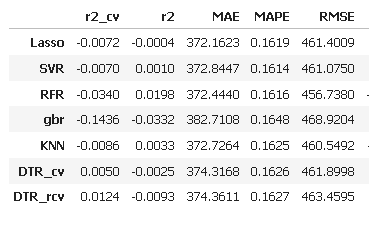 r2_cv r2 MAE MAPE RMSE
Lasso -0.0072 -0.0004 372.1623 0.1619 461.4009
SVR -0.0070 0.0010 372.8447 0.1614 461.0750
RFR -0.0340 0.0198 372.4440 0.1616 456.7380
gbr -0.1436 -0.0332 382.7108 0.1648 468.9204
KNN -0.0086 0.0033 372.7264 0.1625 460.5492
DTR_cv 0.0050 -0.0025 374.3168 0.1626 461.8998
DTR_rcv 0.0124 -0.0093 374.3611 0.1627 463.4595